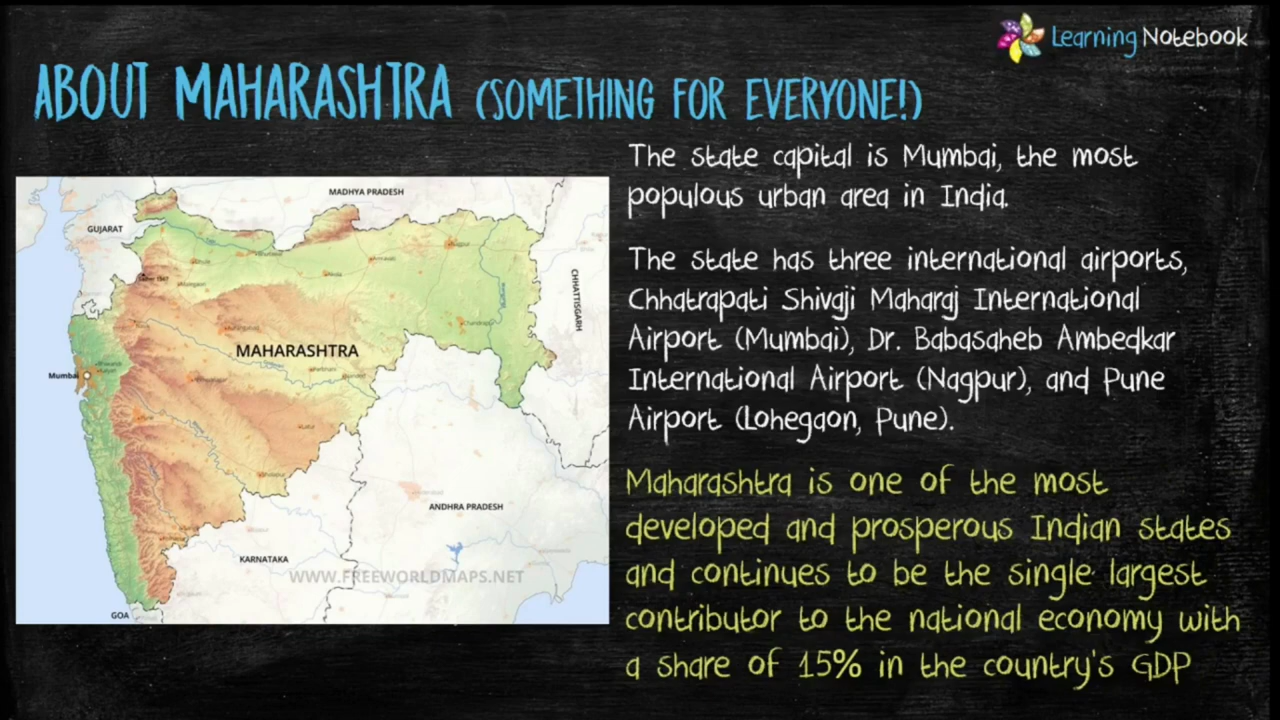 Learning Notebook
ABOUT MAHARASHTRA (SOMETHING FOR EVERYONE!)
The state capital is Mumbai, the most
populous urban area in India.
The state has three international airports,
Chhatrapati Shivaji Maharaj International
Airport (Mumbai), Dr. Babasaheb Ambedkar
International Airport (Nagpur), and Pune
Airport (Lohegaon, Pune).
Maharashtra is one of the most
developed and prosperous Indian states
and continues to be the single largest
contributor to the national economy with
a share of 15% in the country's GDP
MADHYA PRADESH
GUJARAT
CHHATTISGARH
MAHARASHTRA
Mumbai
ANDHRA PRADESH
KARNATAKA
WWW.FREEWORLDMAPS.NET
GOA